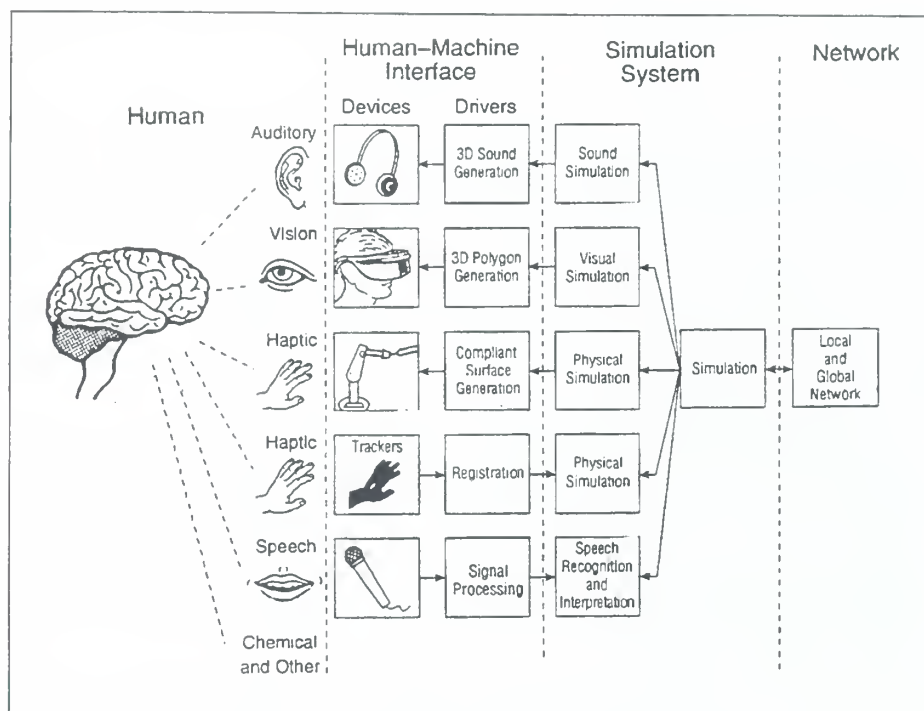 Human–Machine
Interface
Simulation
System
Network
Human
Devices
Drivers
Auditory
3D Sound
Generation
Sound
Simulation
Vision
3D Polygon
Generation
Visual
Simulation
Haptic
Compliant
Surface
Generation
Physical
Simulation
Simulation
Local
and
Global
Network
Haptic
Trackers
Registration
Physical
Simulation
Speech
Signal
Processing
Speech
Recognition
and
Interpretation
Chemical
and Other